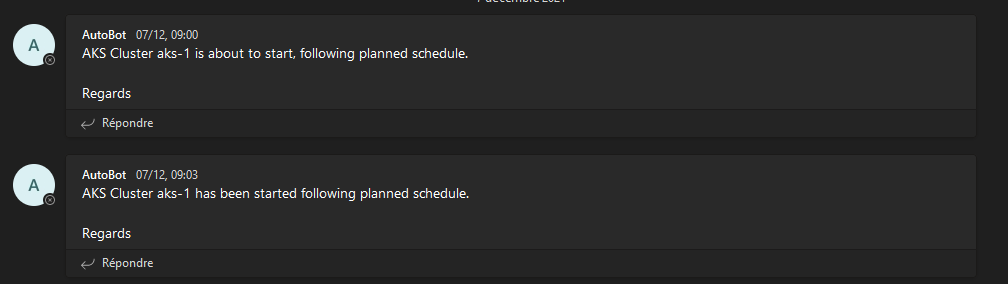 A
AutoBot 07/12, 09:00
AKS Cluster aks-1 is about to start, following planned schedule.
Regards
Répondre
A
AutoBot 07/12, 09:03
AKS Cluster aks-1 has been started following planned schedule.
Regards
Répondre